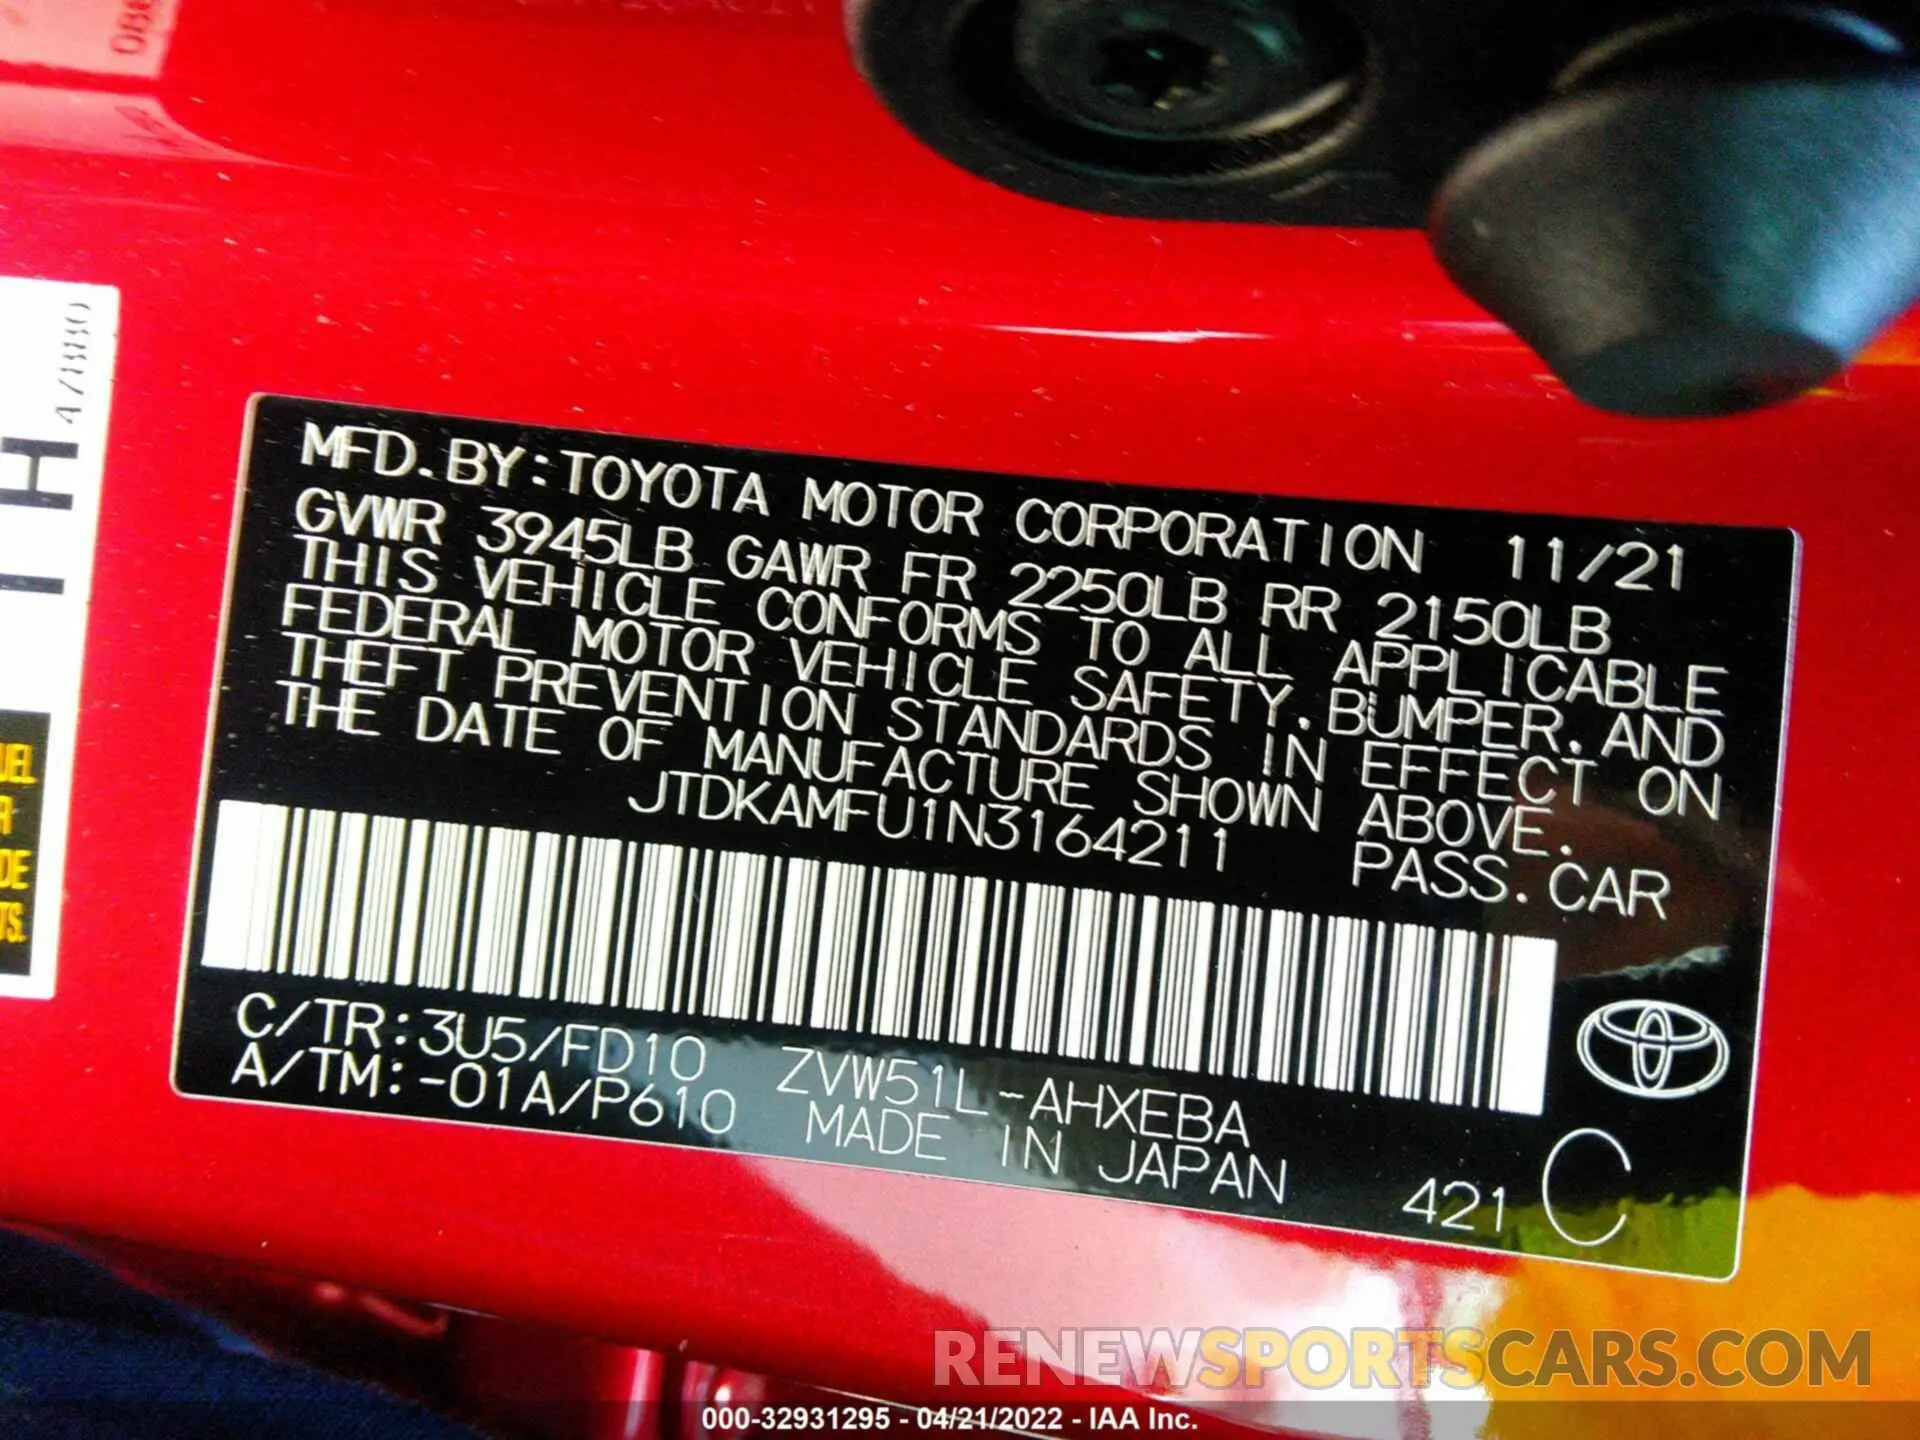 MFD.BY:TOYOTA MOTOR CORPORATION 11/21
GVWR 3945LB GAWR FR 2250LB RR 2150LB
THIS VEHICLE CONFORMS TO ALL APPLICABLE
FEDERAL MOTOR VEHICLE SAFETY.BUMPER.AND
THEFT PREVENTION STANDARDS IN EFFECT ON
THE DATE OF MANUFACTURE SHOWN ABOVE.
JTDKAMFU1N3164211 PASS.CAR
C/TR:3U5/FD10 ZVW51L-AHXEBA
A/TM:-01A/P610 MADE IN JAPAN 421 C
47880
RENEWSPORTSCARS.COM
000-32931295 - 04/21/2022 - IAA Inc.